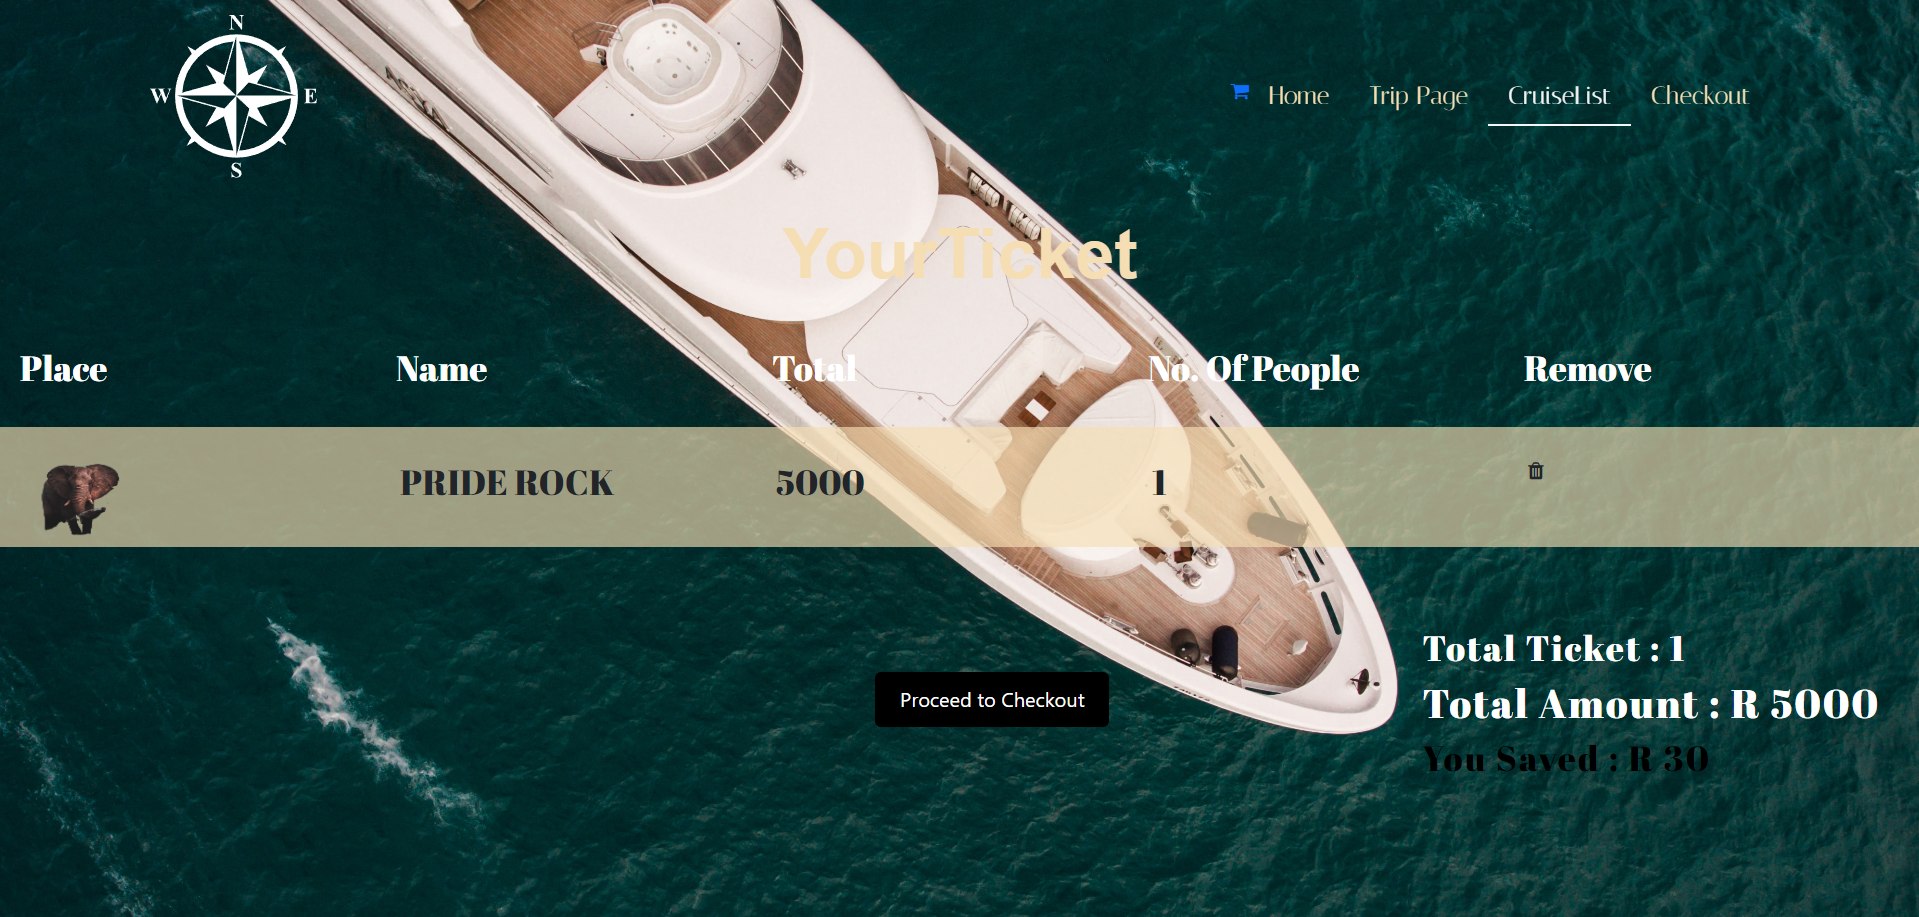 N
W E
S
Home Trip Page CruiseList Checkout
YourTicket
Place Name Total No. Of People Remove
PRIDE ROCK 5000 1
Total Ticket : 1
Proceed to Checkout
Total Amount : R 5000
You Saved : R 30